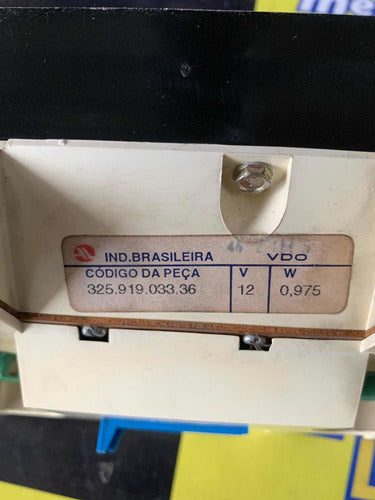 IND.BRASILEIRA VDO
CÓDIGO DA PEÇA V W
325.919.033.36 12 0,975